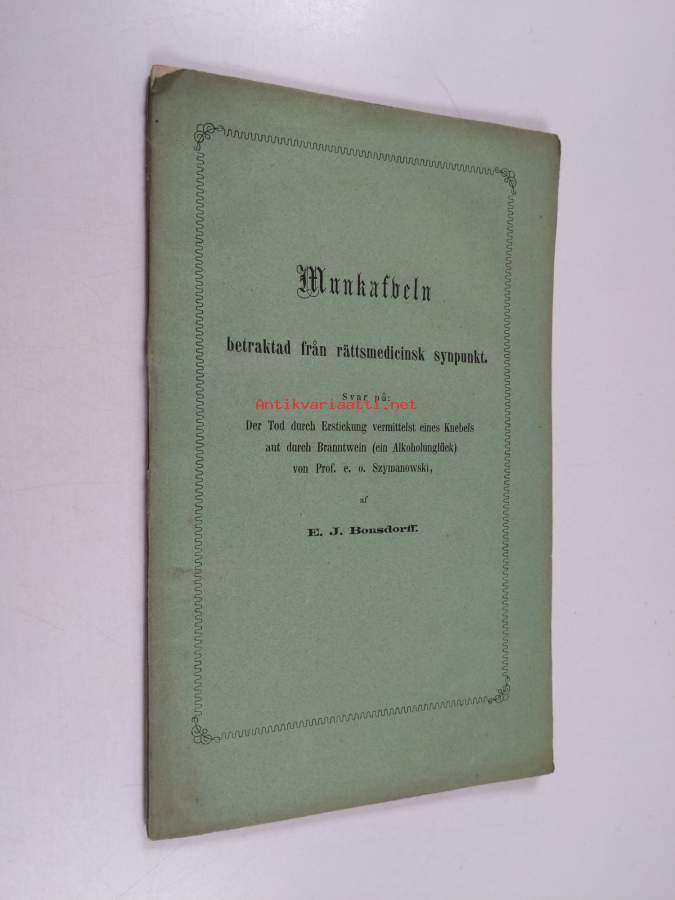 Munkafveln
betraktad från rättsmedicinsk synpunkt.
Svar på:
Antikvariaatti.net
Der Tod durch Erstickung vermittelst eines Knebels
aut durch Branntwein (ein Alkoholunglück)
von Prof. e. o. Szymanowski,
af
E. J. Bonsdorff.